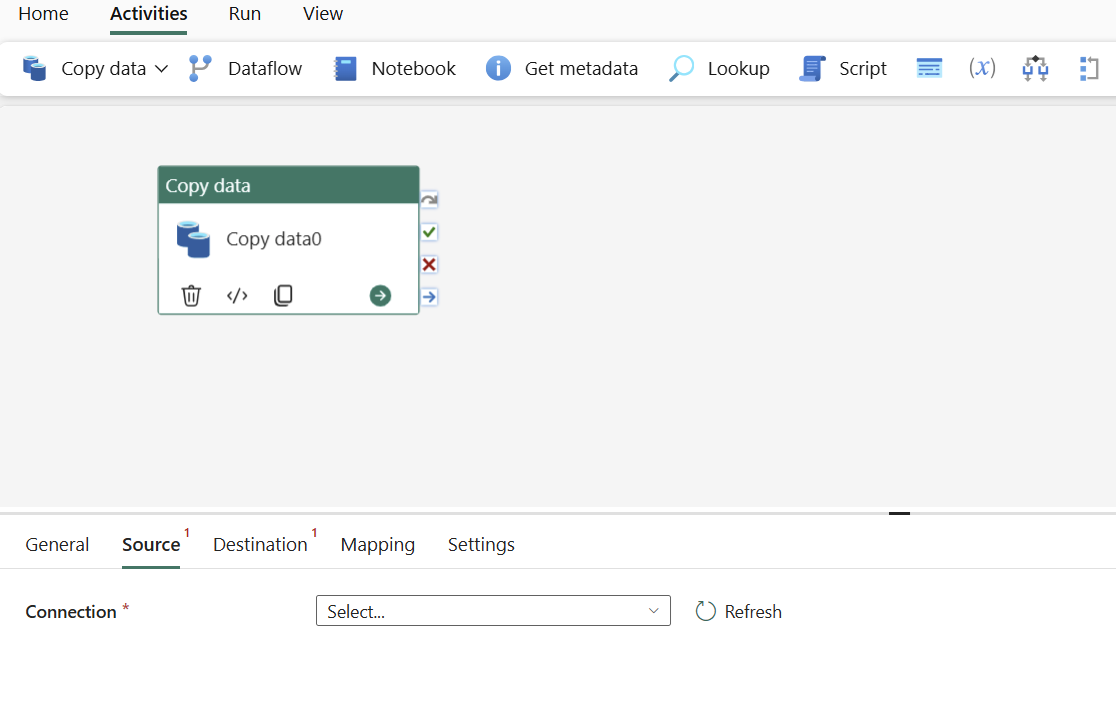 Home Activities Run View
Copy data Dataflow Notebook Get metadata Lookup Script (x)
Copy data
Copy data0
</>
General Source 1 Destination 1 Mapping Settings
Connection * Select... Refresh